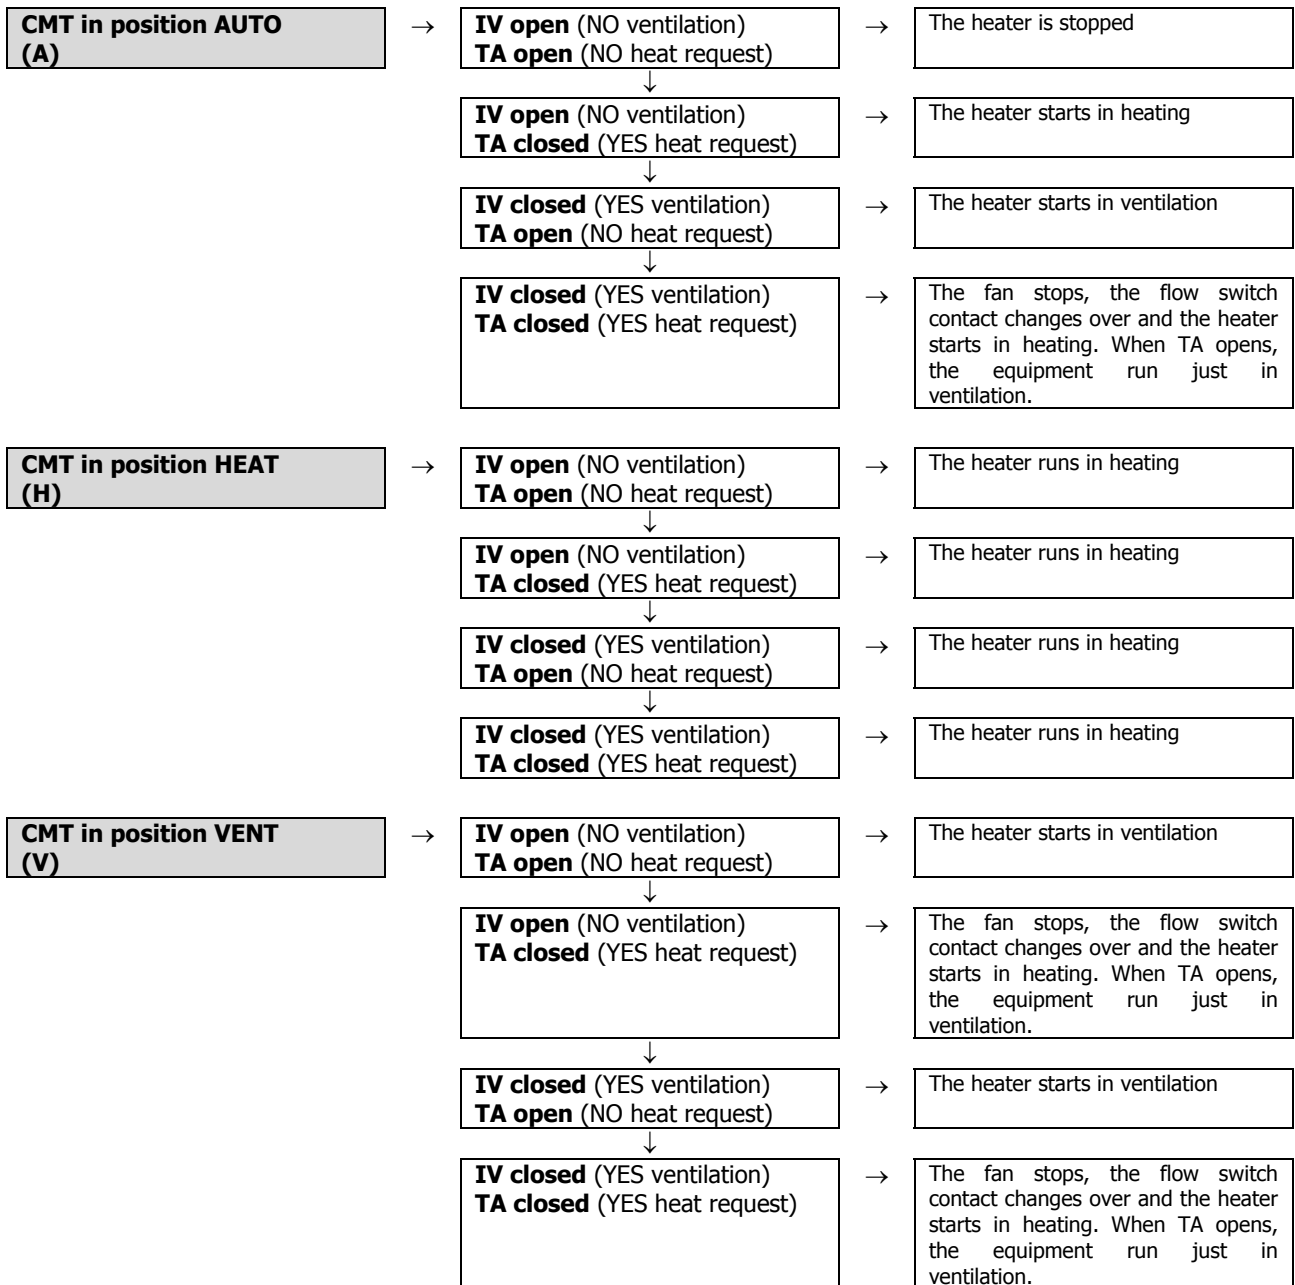 CMT in position AUTO
(A)
→
IV open (NO ventilation)
TA open (NO heat request)
→
The heater is stopped
↓
IV open (NO ventilation)
TA closed (YES heat request)
→
The heater starts in heating
↓
IV closed (YES ventilation)
TA open (NO heat request)
→
The heater starts in ventilation
↓
IV closed (YES ventilation)
TA closed (YES heat request)
→
The fan stops, the flow switch
contact changes over and the heater
starts in heating. When TA opens,
the equipment run just in
ventilation.
CMT in position HEAT
(H)
→
IV open (NO ventilation)
TA open (NO heat request)
→
The heater runs in heating
↓
IV open (NO ventilation)
TA closed (YES heat request)
→
The heater runs in heating
↓
IV closed (YES ventilation)
TA open (NO heat request)
→
The heater runs in heating
↓
IV closed (YES ventilation)
TA closed (YES heat request)
→
The heater runs in heating
CMT in position VENT
(V)
→
IV open (NO ventilation)
TA open (NO heat request)
→
The heater starts in ventilation
↓
IV open (NO ventilation)
TA closed (YES heat request)
→
The fan stops, the flow switch
contact changes over and the heater
starts in heating. When TA opens,
the equipment run just in
ventilation.
↓
IV closed (YES ventilation)
TA open (NO heat request)
→
The heater starts in ventilation
↓
IV closed (YES ventilation)
TA closed (YES heat request)
→
The fan stops, the flow switch
contact changes over and the heater
starts in heating. When TA opens,
the equipment run just in
ventilation.